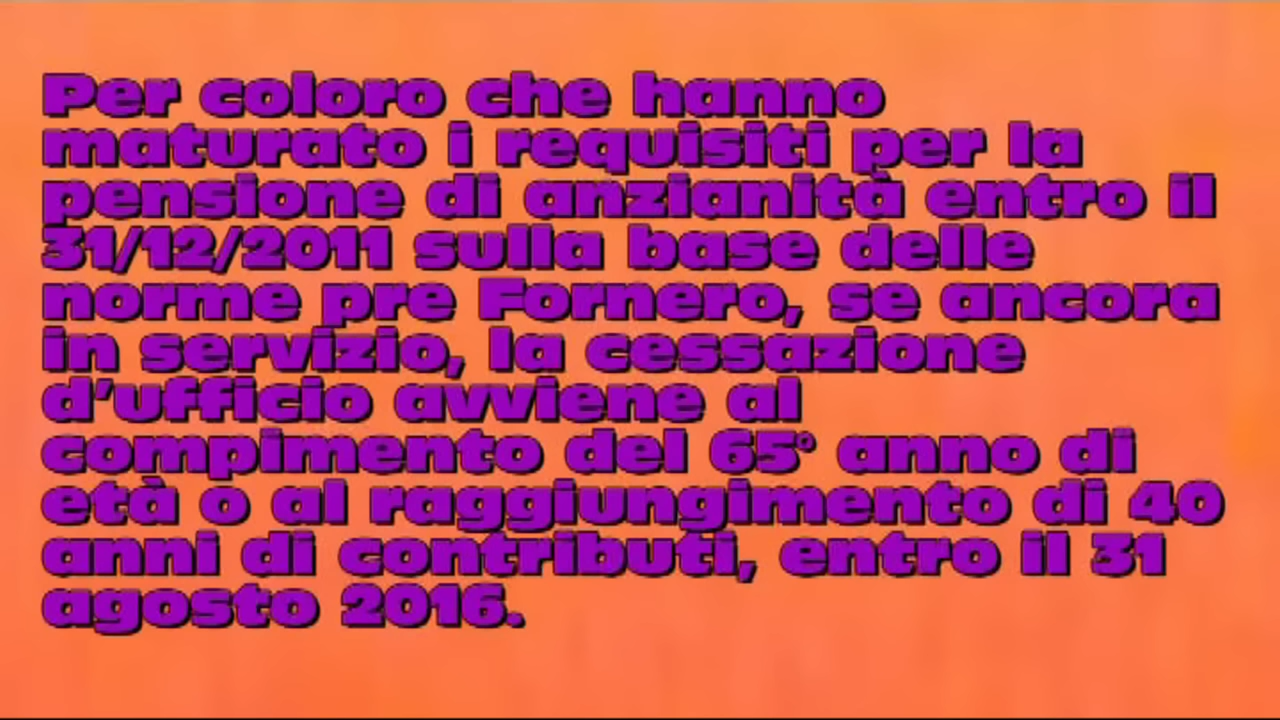 Per coloro che hanno
maturato i requisiti per la
pensione di anzianità entro il
31/12/2011 sulla base delle
norme pre Fornero, se ancora
in servizio, la cessazione
d'ufficio avviene al
compimento del 65° anno di
età o al raggiungimento di 40
anni di contributi, entro il 31
agosto 2016.